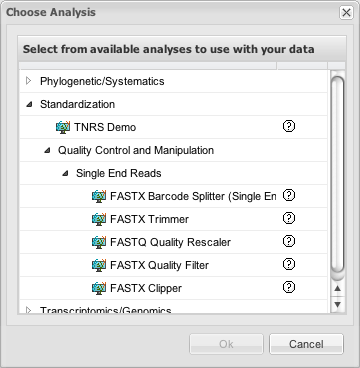 Choose Analysis
Select from available analyses to use with your data
Phylogenetic/Systematics
Standardization
TNRS Demo
Quality Control and Manipulation
Single End Reads
FASTX Barcode Splitter (Single En
FASTX Trimmer
FASTQ Quality Rescaler
FASTX Quality Filter
FASTX Clipper
Transcriptomics/Genomics
Ok
Cancel